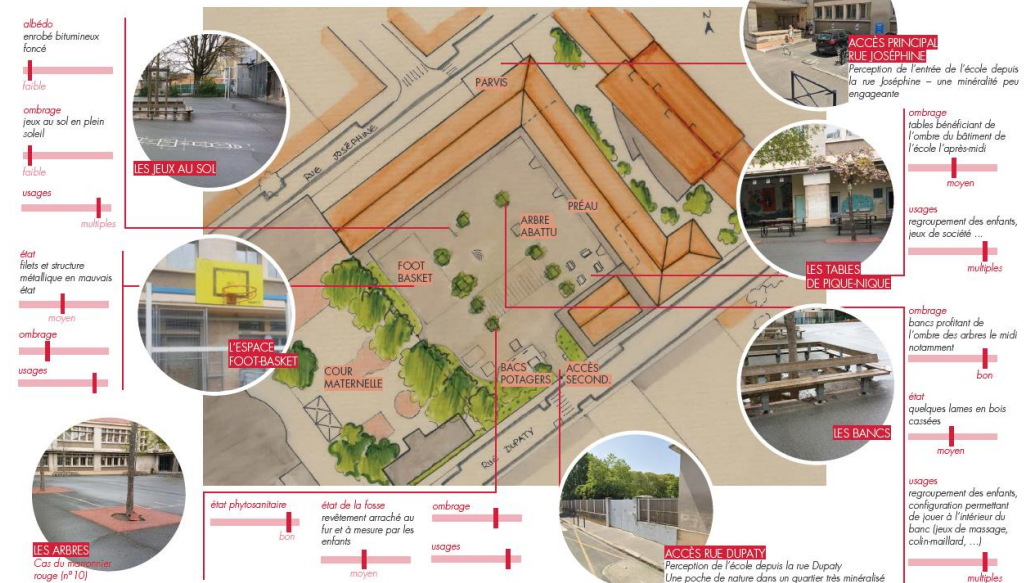 albédo
enrobé bitumineux
foncé
faible
ombrage
jeux au sol en plein
soleil
faible
usages
multiples
LES JEUX AU SOL
état
filets et structure
métallique en mauvais
état
moyen
ombrage
usages
L'ESPACE
FOOT-BASKET
LES ARBRES
Cas du marronnier
rouge (n°10)
N
PARVIS
RUE JOSÉPHINE
PRÉAU
ARBRE
ABATTU
FOOT
BASKET
COUR
MATERNELLE
BACS
POTAGERS
ACCÈS
SECOND.
RUE DUPATY
état phytosanitaire
bon
état de la fosse
revêtement arraché au
fur et à mesure par les
enfants
moyen
ombrage
usages
ACCÈS RUE DUPATY
Perception de l'école depuis la rue Dupaty
Une poche de nature dans un quartier très minéralisé
ACCÈS PRINCIPAL
RUE JOSÉPHINE
Perception de l'entrée de l'école depuis
la rue Joséphine – une minéralité peu
engageante
ombrage
tables bénéficiant de
l'ombre du bâtiment de
l'école l'après-midi
moyen
usages
regroupement des enfants,
jeux de société ...
multiples
LES TABLES
DE PIQUE-NIQUE
ombrage
bancs profitant de
l'ombre des arbres le midi
notamment
bon
état
quelques lames en bois
cassées
moyen
usages
regroupement des enfants,
configuration permettant
de jouer à l'intérieur du
banc (jeux de massage,
colin-maillard, ...)
multiples
LES BANCS